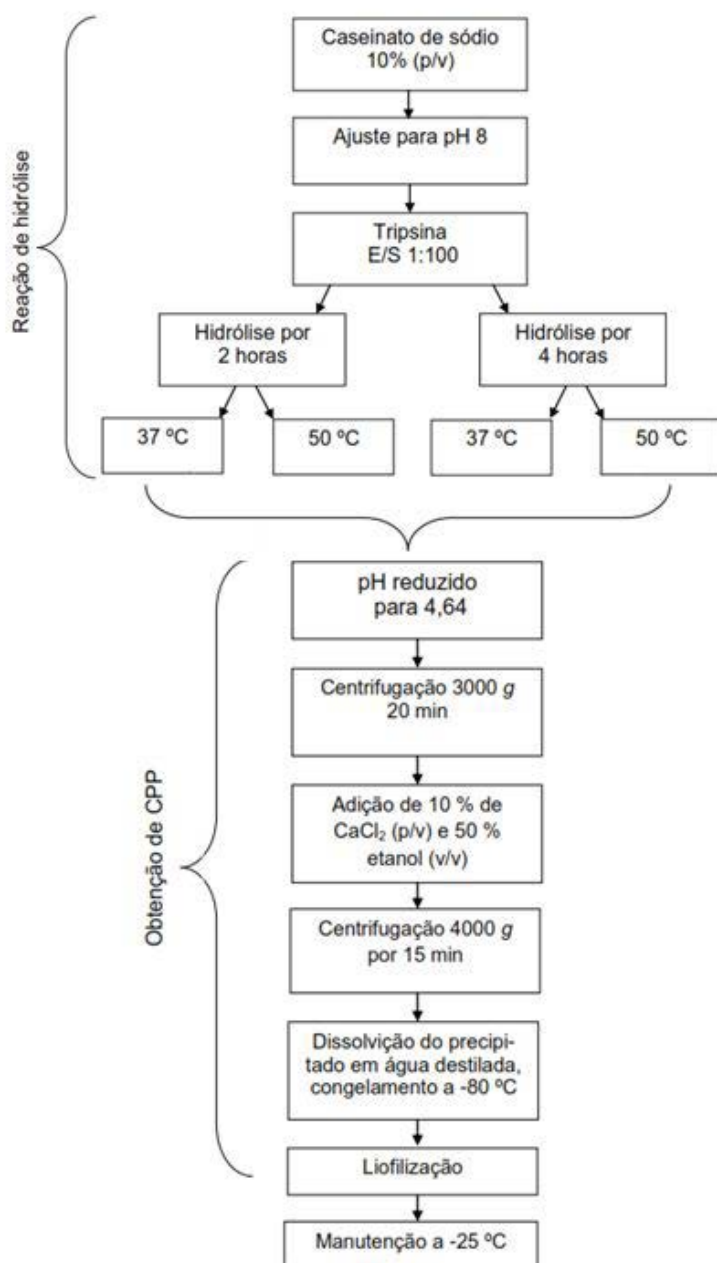 Caseinato de sódio
10% (p/v)
Ajuste para pH 8
Tripsina
E/S 1:100
Reação de hidrólise
Hidrólise por
2 horas
Hidrólise por
4 horas
37 ºC
50 ºC
37 ºC
50 ºC
pH reduzido
para 4,64
Centrifugação 3000 g
20 min
Adição de 10 % de
CaCl₂ (p/v) e 50 %
etanol (v/v)
Obtenção de CPP
Centrifugação 4000 g
por 15 min
Dissolvição do precipi-
tado em água destilada,
congelamento a -80 ºC
Liofilização
Manutenção a -25 ºC